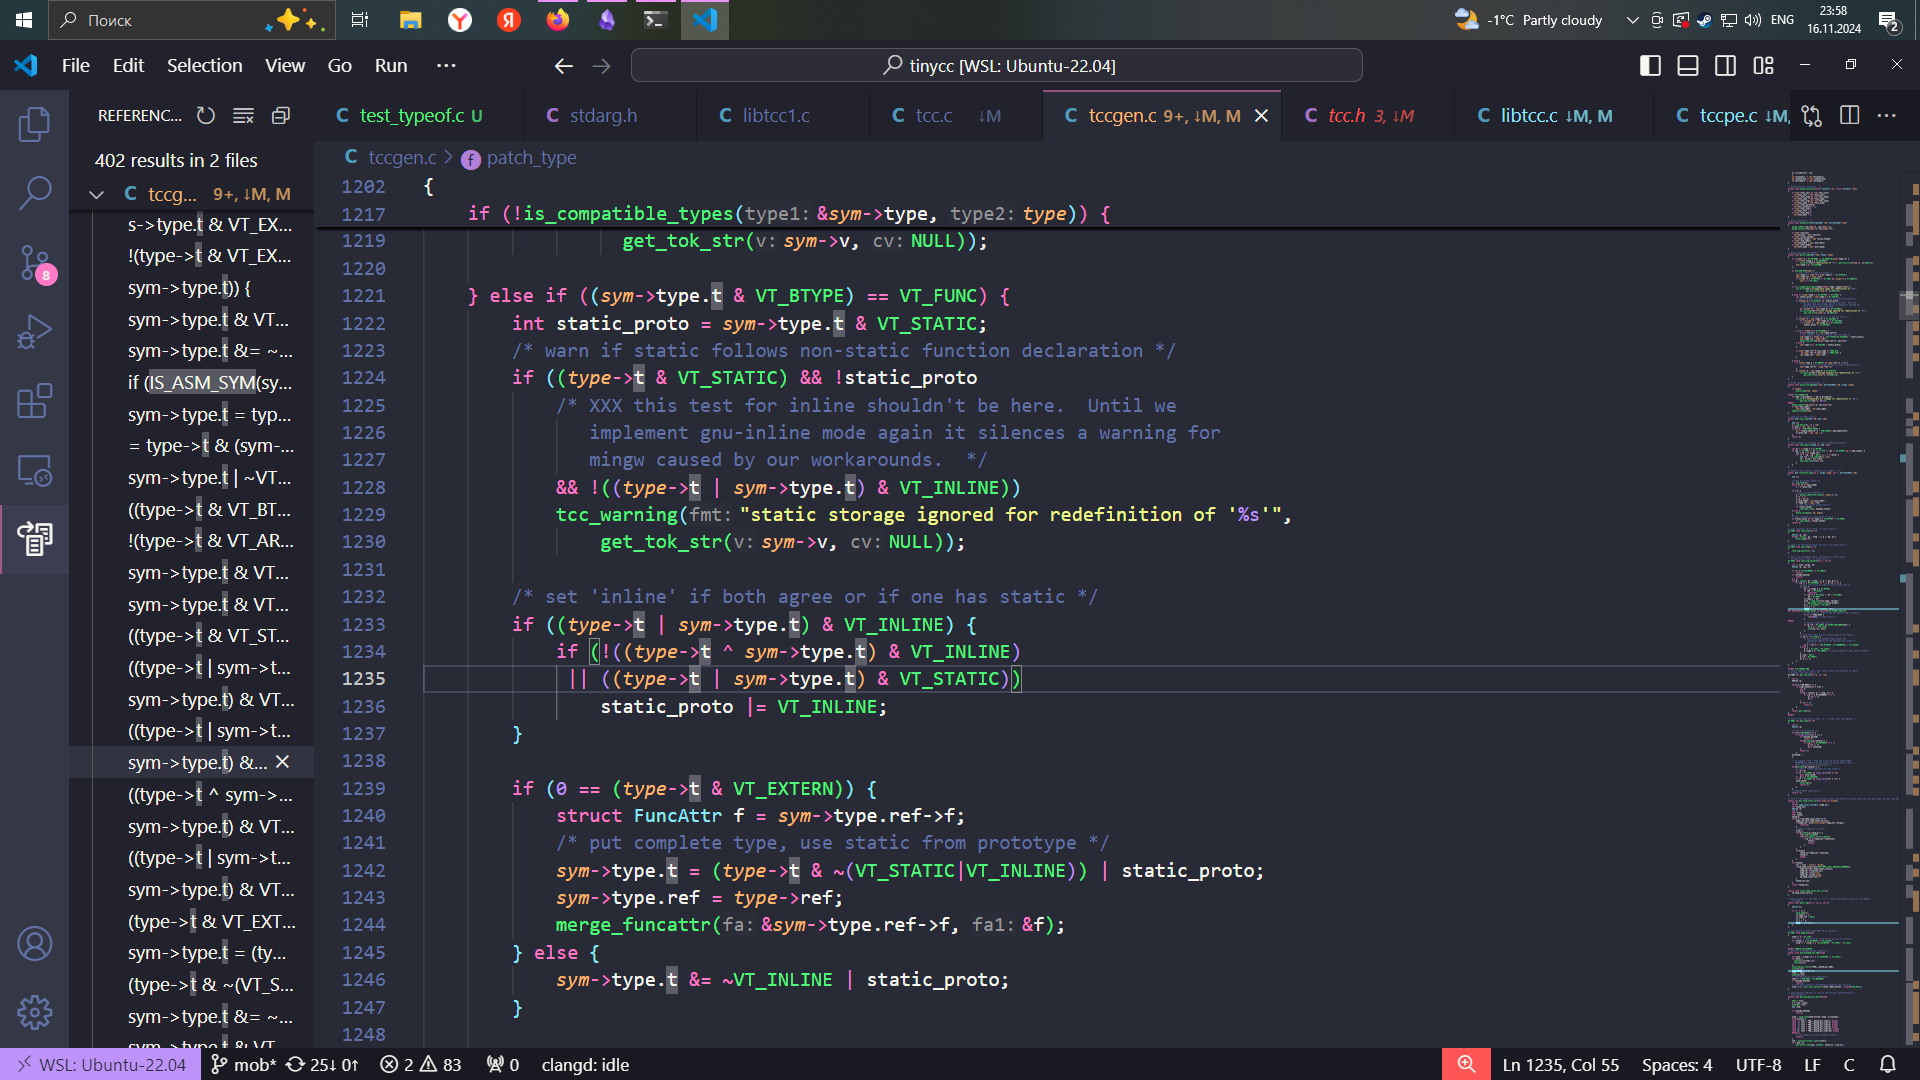 Поиск
-1°C Partly cloudy
ENG
23:58
16.11.2024
2
File Edit Selection View Go Run ···
tinycc [WSL: Ubuntu-22.04]
REFERENC...
C test_typeof.c U
C stdarg.h
C libtcc1.c
C tcc.c ↓M
C tccgen.c 9+, ↓M, M
C tcc.h 3, ↓M
C libtcc.c ↓M, M
C tccpe.c ↓M,
402 results in 2 files
C tccg... 9+, ↓M, M
s->type.t & VT_EX...
!(type->t & VT_EX...
sym->type.t)) {
sym->type.t & VT...
sym->type.t &= ~...
if (IS_ASM_SYM(sy...
sym->type.t = typ...
= type->t & (sym-...
sym->type.t | ~VT...
((type->t & VT_BT...
!(type->t & VT_AR...
sym->type.t & VT...
sym->type.t & VT...
((type->t & VT_ST...
((type->t | sym->t...
sym->type.t) & VT...
((type->t | sym->t...
sym->type.t) &...
((type->t ^ sym->...
sym->type.t) & VT...
((type->t | sym->t...
sym->type.t) & VT...
(type->t & VT_EXT...
sym->type.t = (ty...
(type->t & ~(VT_S...
sym->type.t &= ~...
sym->type.t & VT...
8
C tccgen.c > f patch_type
1202 {
1217 if (!is_compatible_types(type1: &sym->type, type2: type)) {
1219 get_tok_str(v: sym->v, cv: NULL));
1220
1221 } else if ((sym->type.t & VT_BTYPE) == VT_FUNC) {
1222 int static_proto = sym->type.t & VT_STATIC;
1223 /* warn if static follows non-static function declaration */
1224 if ((type->t & VT_STATIC) && !static_proto
1225 /* XXX this test for inline shouldn't be here.  Until we
1226 implement gnu-inline mode again it silences a warning for
1227 mingw caused by our workarounds.  */
1228 && !((type->t | sym->type.t) & VT_INLINE))
1229 tcc_warning(fmt: "static storage ignored for redefinition of '%s'",
1230 get_tok_str(v: sym->v, cv: NULL));
1231
1232 /* set 'inline' if both agree or if one has static */
1233 if ((type->t | sym->type.t) & VT_INLINE) {
1234 if (!((type->t ^ sym->type.t) & VT_INLINE)
1235 || ((type->t | sym->type.t) & VT_STATIC))
1236 static_proto |= VT_INLINE;
1237 }
1238
1239 if (0 == (type->t & VT_EXTERN)) {
1240 struct FuncAttr f = sym->type.ref->f;
1241 /* put complete type, use static from prototype */
1242 sym->type.t = (type->t & ~(VT_STATIC|VT_INLINE)) | static_proto;
1243 sym->type.ref = type->ref;
1244 merge_funcattr(fa: &sym->type.ref->f, fa1: &f);
1245 } else {
1246 sym->type.t &= ~VT_INLINE | static_proto;
1247 }
1248
WSL: Ubuntu-22.04 mob* 25↓ 0↑ 2 83 0 clangd: idle
Ln 1235, Col 55 Spaces: 4 UTF-8 LF C